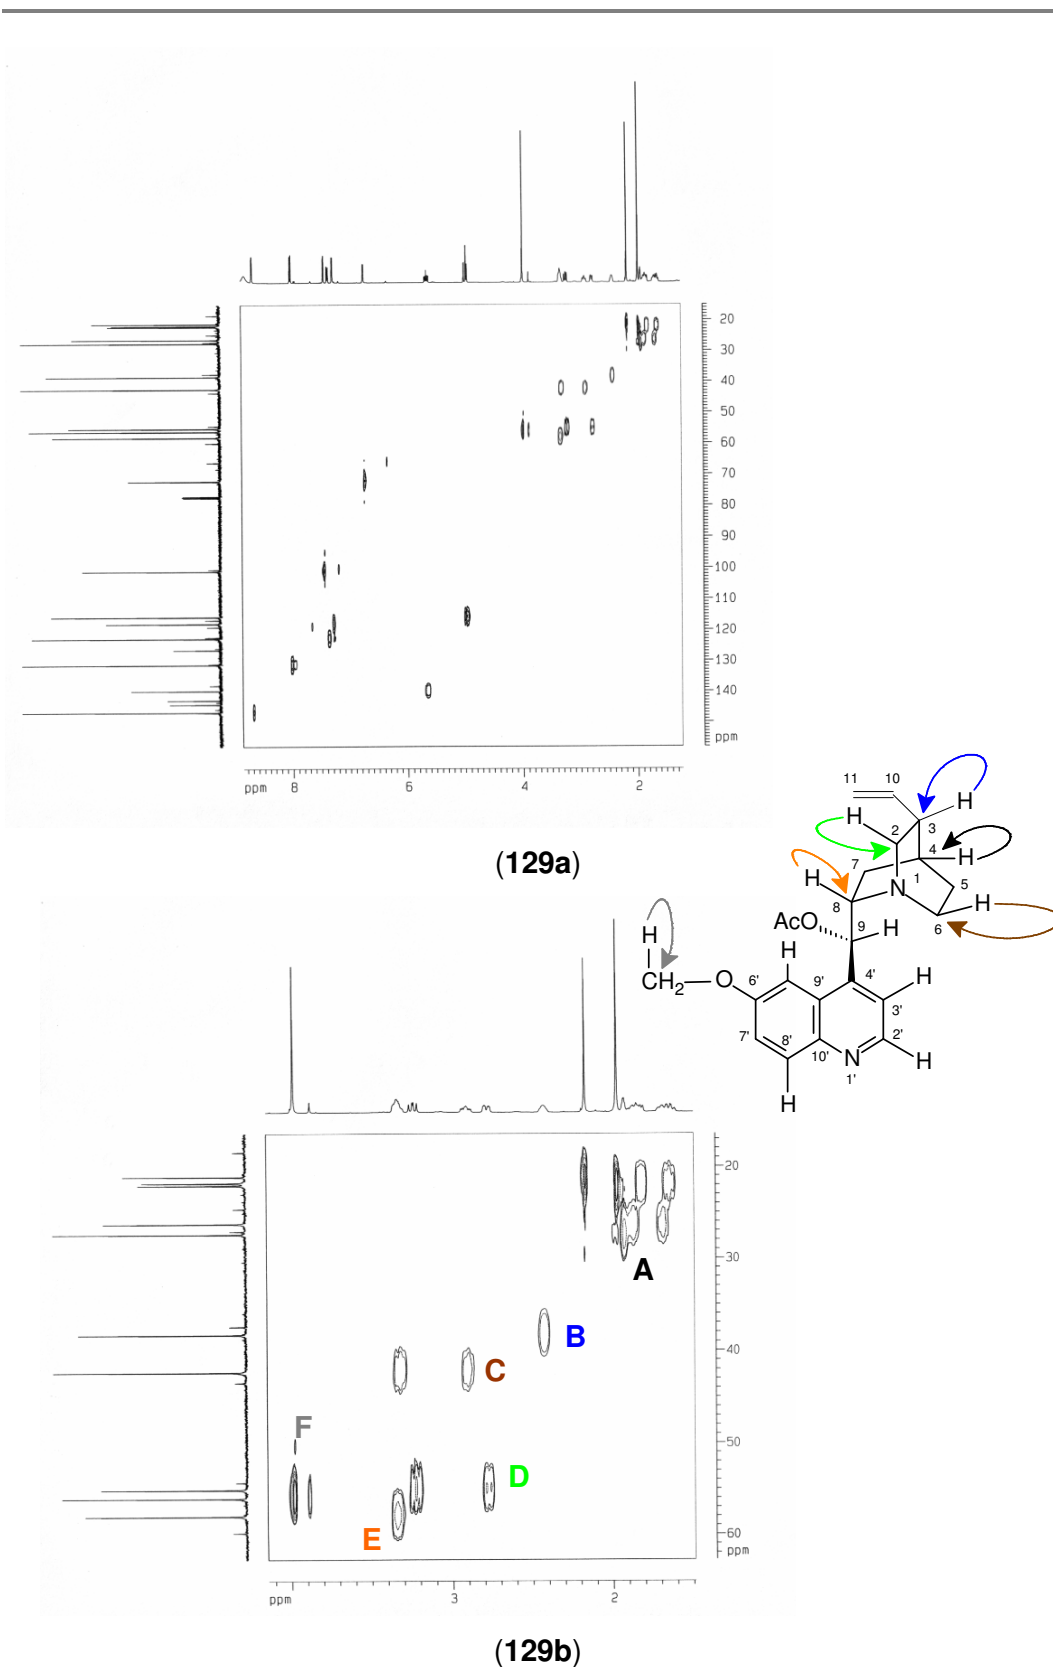 20
30
40
50
60
70
80
90
100
110
120
130
140
ppm
ppm 8 6 4 2
(129a)
11 10
H
H
2 3
4
H
7
1
5
H
N
H
8
6
AcO
9
H
H
H
CH2
O
6'
9'
4'
H
3'
7'
8'
2'
10'
N
1'
H
H
20
30
A
B
40
C
F
50
D
E
60
ppm
ppm 3 2
(129b)